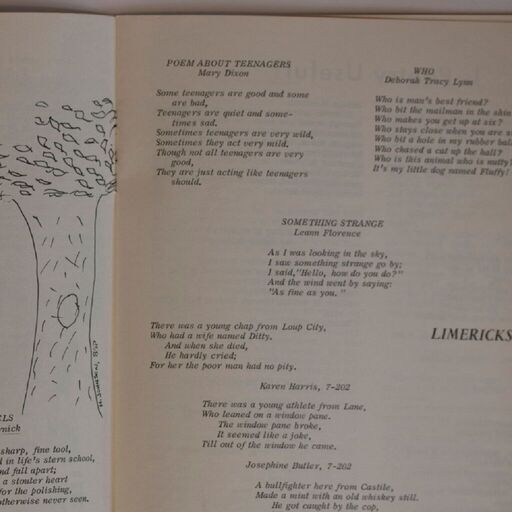 POEM ABOUT TEENAGERS
Mary Dixon
Some teenagers are good and some
are bad,
Teenagers are quiet and some-
times sad.
Sometimes teenagers are very wild,
Sometimes they act very mild.
Though not all teenagers are very
good,
They are just acting like teenagers
should.
WHO
Deborah Tracy Lynn
Who is man's best friend?
Who bit the mailman in the shin
Who makes you get up at six?
Who stays close when you are s
Who bit a hole in my rubber ball
Who chased a cat up the hall?
Who is this animal who is nutty?
It's my little dog named Fluffy!
SOMETHING STRANGE
Leann Florence
As I was looking in the sky,
I saw something strange go by;
I said,"Hello, how do you do?"
And the wind went by saying:
"As fine as you."
LIMERICKS
There was a young chap from Loup City,
Who had a wife named Ditty.
And when she died,
He hardly cried;
For her the poor man had no pity.
Karen Harris, 7-202
There was a young athlete from Lane,
Who leaned on a window pane.
The window pane broke,
It seemed like a joke,
Till out of the window he came.
Josephine Butler, 7-202
A bullfighter here from Castile,
Made a mint with an old whiskey still.
He got caught by the cop,
ELS
rnick
sharp, fine tool,
d in life's stern school,
nd fall apart;
a stouter heart
for the polishing,
otherwise never seen.